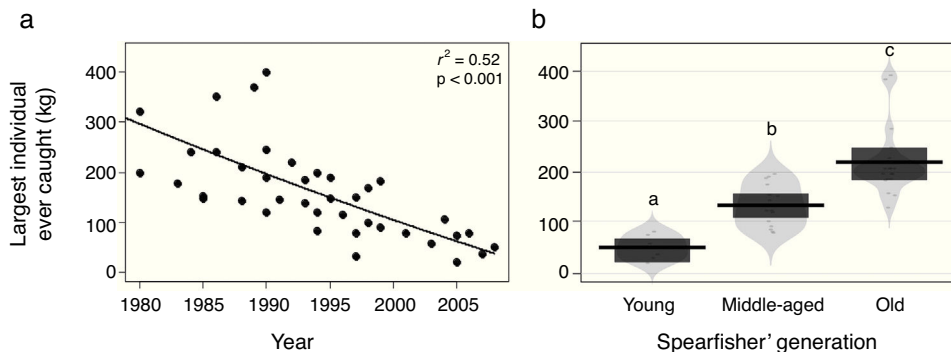 a
b
Largest individual
ever caught (kg)
400
300
200
100
0
r² = 0.52
p < 0.001
1980 1985 1990 1995 2000 2005
Year
400
300
200
100
0
a
b
c
Young Middle-aged Old
Spearfisher' generation